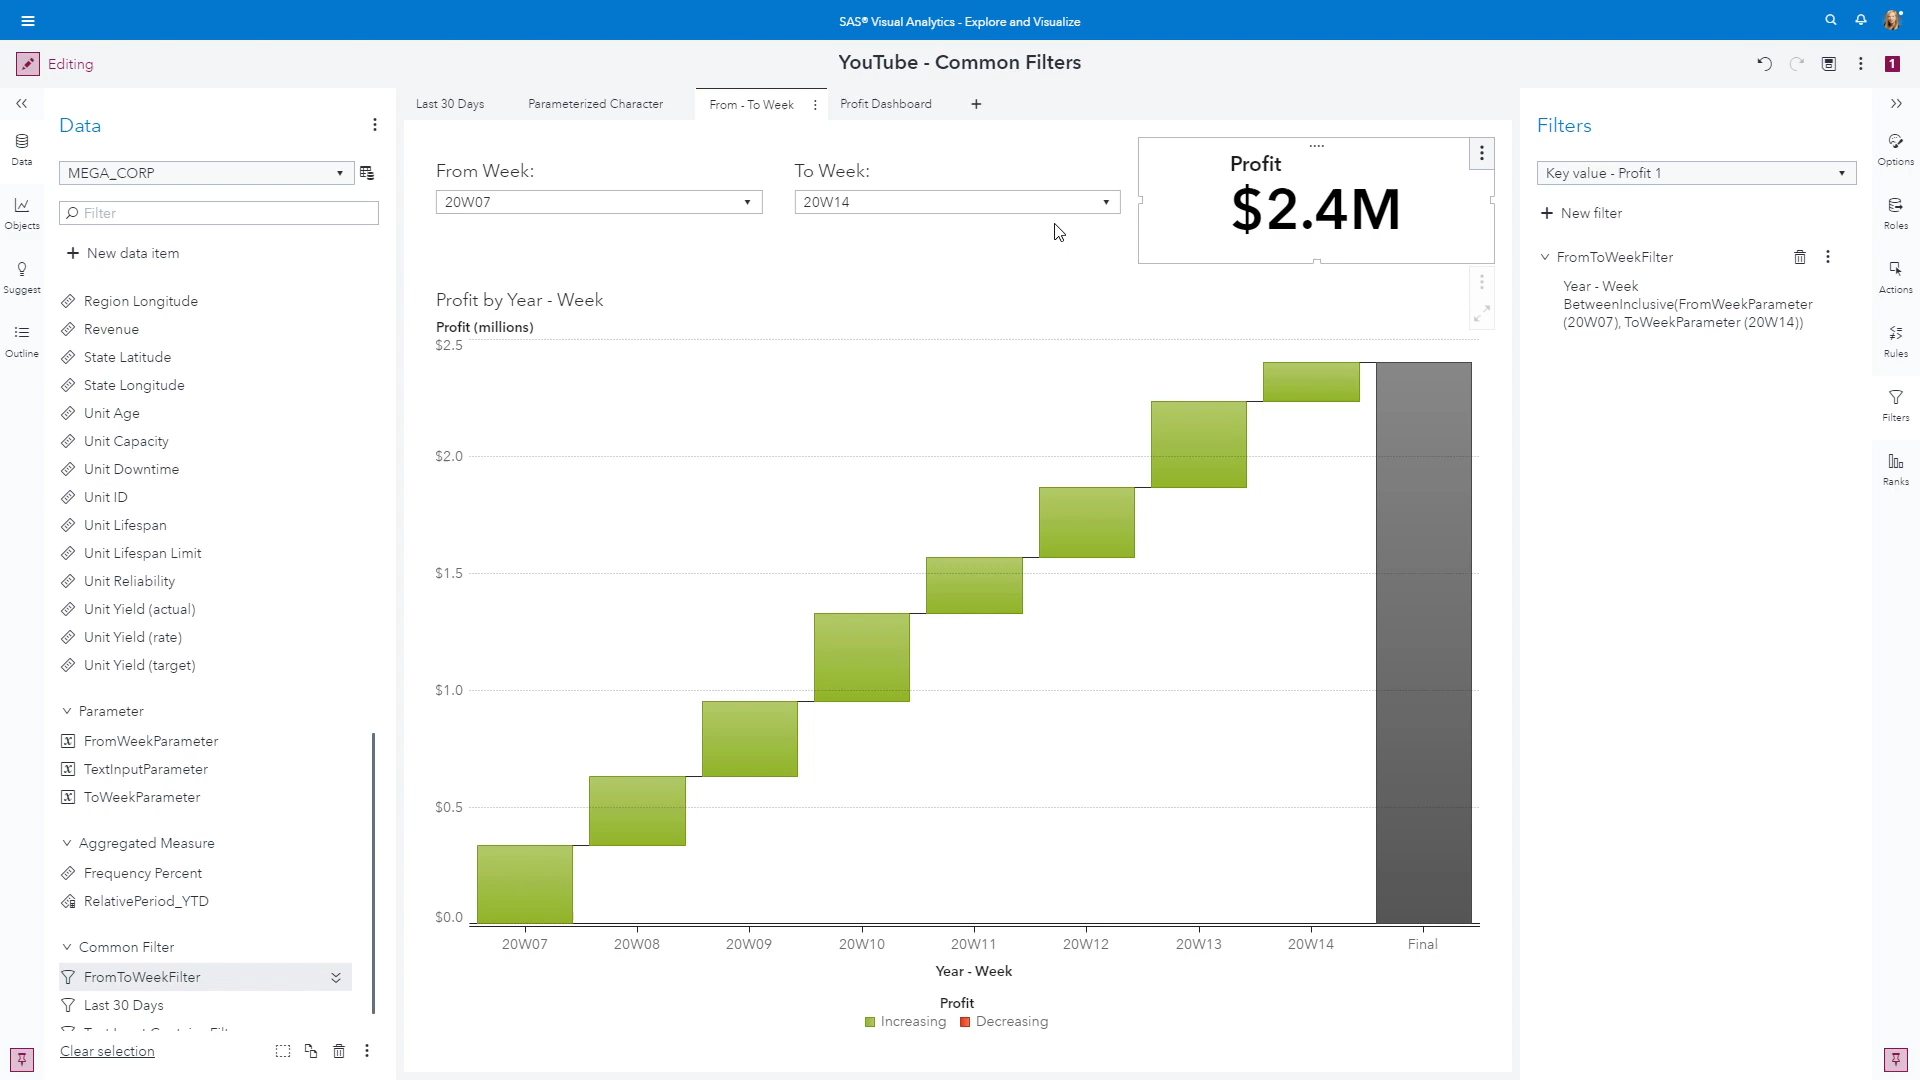 SAS® Visual Analytics - Explore and Visualize
Editing
YouTube - Common Filters
1
Last 30 Days
Parameterized Character
From - To Week
Profit Dashboard
Data
Objects
Suggest
Outline
Data
MEGA_CORP
Filter
New data item
Region Longitude
Revenue
State Latitude
State Longitude
Unit Age
Unit Capacity
Unit Downtime
Unit ID
Unit Lifespan
Unit Lifespan Limit
Unit Reliability
Unit Yield (actual)
Unit Yield (rate)
Unit Yield (target)
Parameter
FromWeekParameter
TextInputParameter
ToWeekParameter
Aggregated Measure
Frequency Percent
RelativePeriod_YTD
Common Filter
FromToWeekFilter
Last 30 Days
Clear selection
From Week:
20W07
To Week:
20W14
Profit
$2.4M
Profit by Year - Week
Profit (millions)
$2.5
$2.0
$1.5
$1.0
$0.5
$0.0
20W07
20W08
20W09
20W10
20W11
20W12
20W13
20W14
Final
Year - Week
Profit
Increasing
Decreasing
Filters
Key value - Profit 1
New filter
FromToWeekFilter
Year - Week
BetweenInclusive(FromWeekParameter
(20W07), ToWeekParameter (20W14))
Options
Roles
Actions
Rules
Filters
Ranks